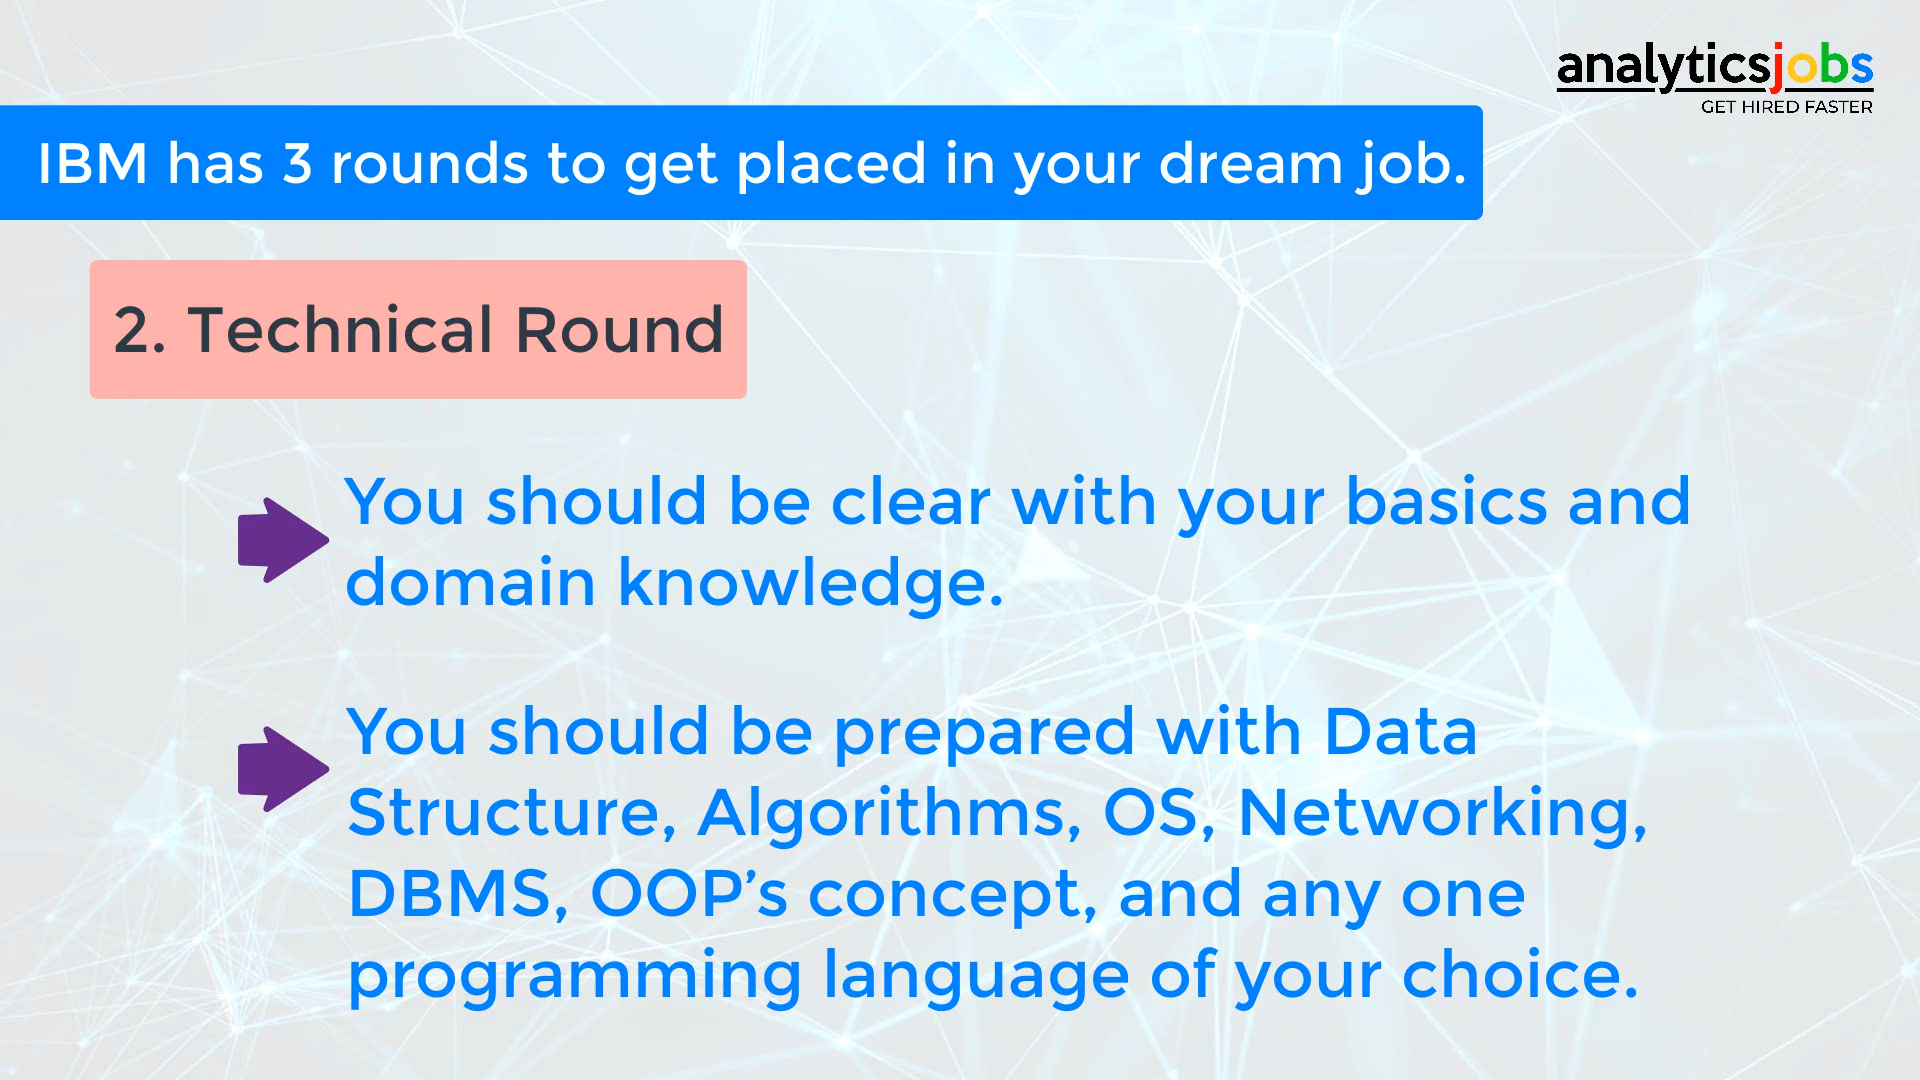 analyticsjobs
GET HIRED FASTER
IBM has 3 rounds to get placed in your dream job.
2. Technical Round
You should be clear with your basics and
domain knowledge.
You should be prepared with Data
Structure, Algorithms, OS, Networking,
DBMS, OOP’s concept, and any one
programming language of your choice.